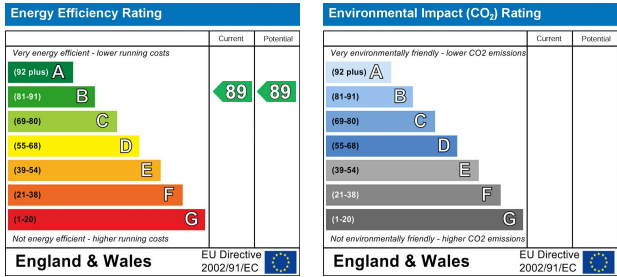 Energy Efficiency Rating
Current Potential
Very energy efficient - lower running costs
(92 plus) A
(81-91) B 89 89
(69-80) C
(55-68) D
(39-54) E
(21-38) F
(1-20) G
Not energy efficient - higher running costs
England & Wales
EU Directive
2002/91/EC
Environmental Impact (CO₂) Rating
Current Potential
Very environmentally friendly - lower CO2 emissions
(92 plus) A
(81-91) B
(69-80) C
(55-68) D
(39-54) E
(21-38) F
(1-20) G
Not environmentally friendly - higher CO2 emissions
England & Wales
EU Directive
2002/91/EC